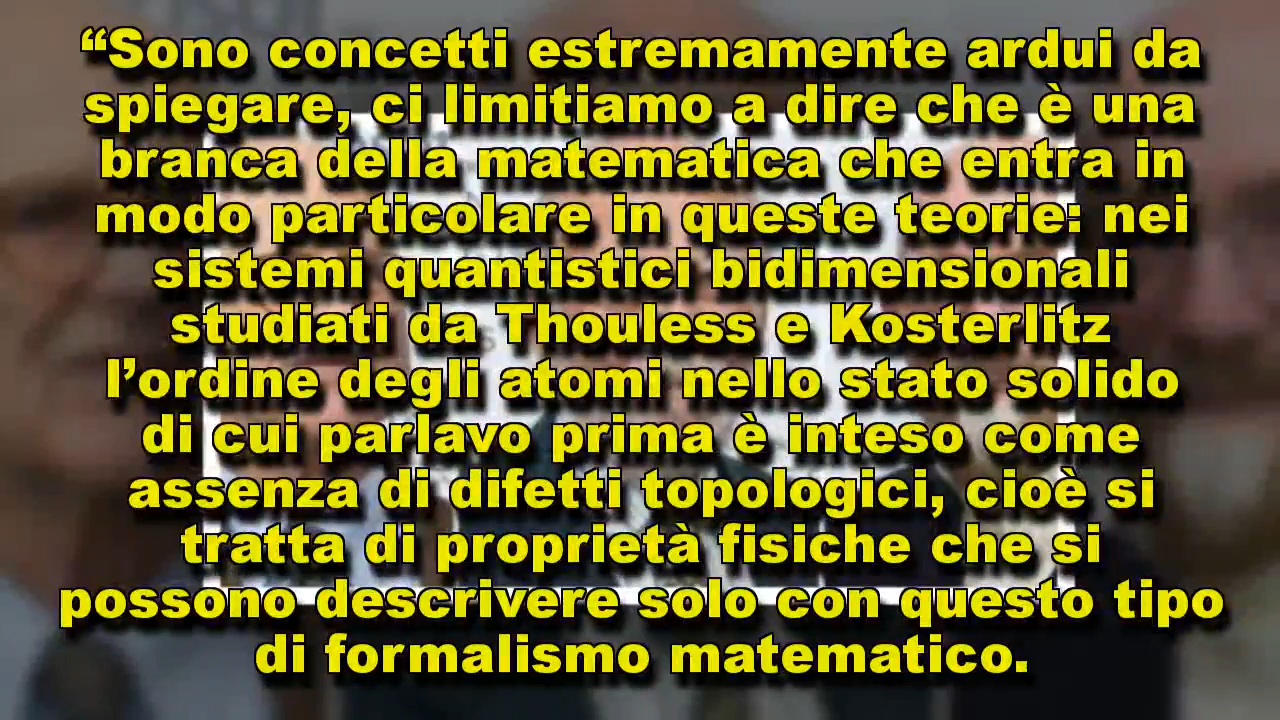 “Sono concetti estremamente ardui da
spiegare, ci limitiamo a dire che è una
branca della matematica che entra in
modo particolare in queste teorie: nei
sistemi quantistici bidimensionali
studiati da Thouless e Kosterlitz
l’ordine degli atomi nello stato solido
di cui parlavo prima è inteso come
assenza di difetti topologici, cioè si
tratta di proprietà fisiche che si
possono descrivere solo con questo tipo
di formalismo matematico.